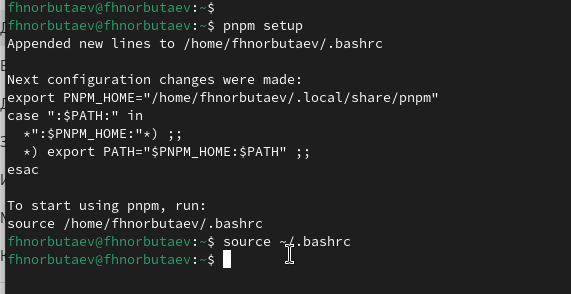 fhnorbutaev@fhnorbutaev:~$
fhnorbutaev@fhnorbutaev:~$ pnpm setup
Appended new lines to /home/fhnorbutaev/.bashrc

Next configuration changes were made:
export PNPM_HOME="/home/fhnorbutaev/.local/share/pnpm"
case ":$PATH:" in
  *":$PNPM_HOME:"*) ;;
  *) export PATH="$PNPM_HOME:$PATH" ;;
esac

To start using pnpm, run:
source /home/fhnorbutaev/.bashrc
fhnorbutaev@fhnorbutaev:~$ source ~/.bashrc
fhnorbutaev@fhnorbutaev:~$